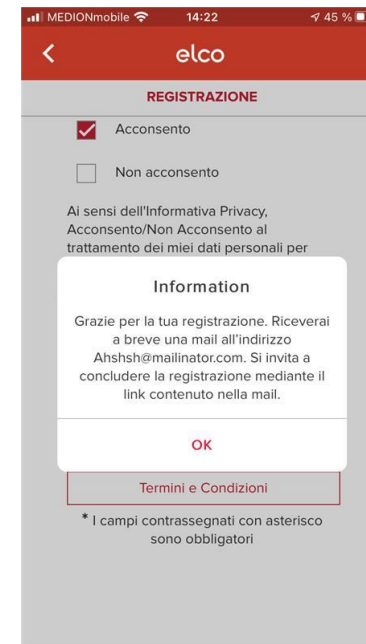 MEDIONmobile 14:22 45 %
elco
REGISTRAZIONE
Acconsento
Non acconsento
Ai sensi dell'Informativa Privacy,
Acconsento/Non Acconsento al
trattamento dei miei dati personali per
Information
Grazie per la tua registrazione. Riceverai
a breve una mail all'indirizzo
Ahshsh@mailinator.com. Si invita a
concludere la registrazione mediante il
link contenuto nella mail.
OK
Termini e Condizioni
* I campi contrassegnati con asterisco
sono obbligatori